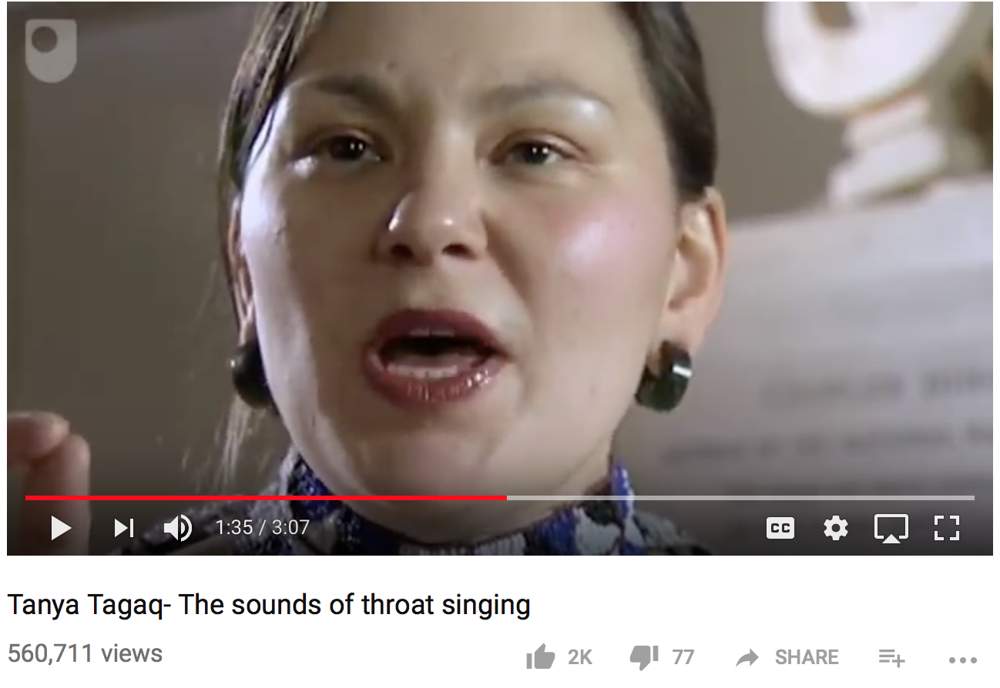 1:35 / 3:07
CC
Tanya Tagaq- The sounds of throat singing
560,711 views
2K
77
SHARE